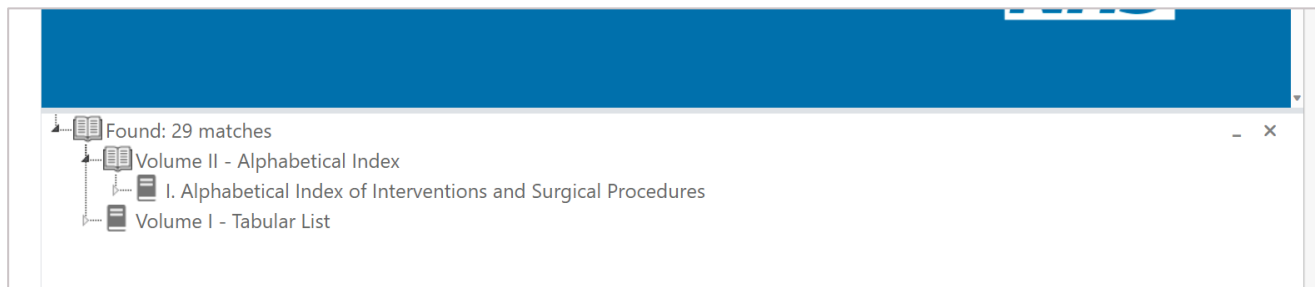 Found: 29 matches
Volume II - Alphabetical Index
I. Alphabetical Index of Interventions and Surgical Procedures
Volume I - Tabular List